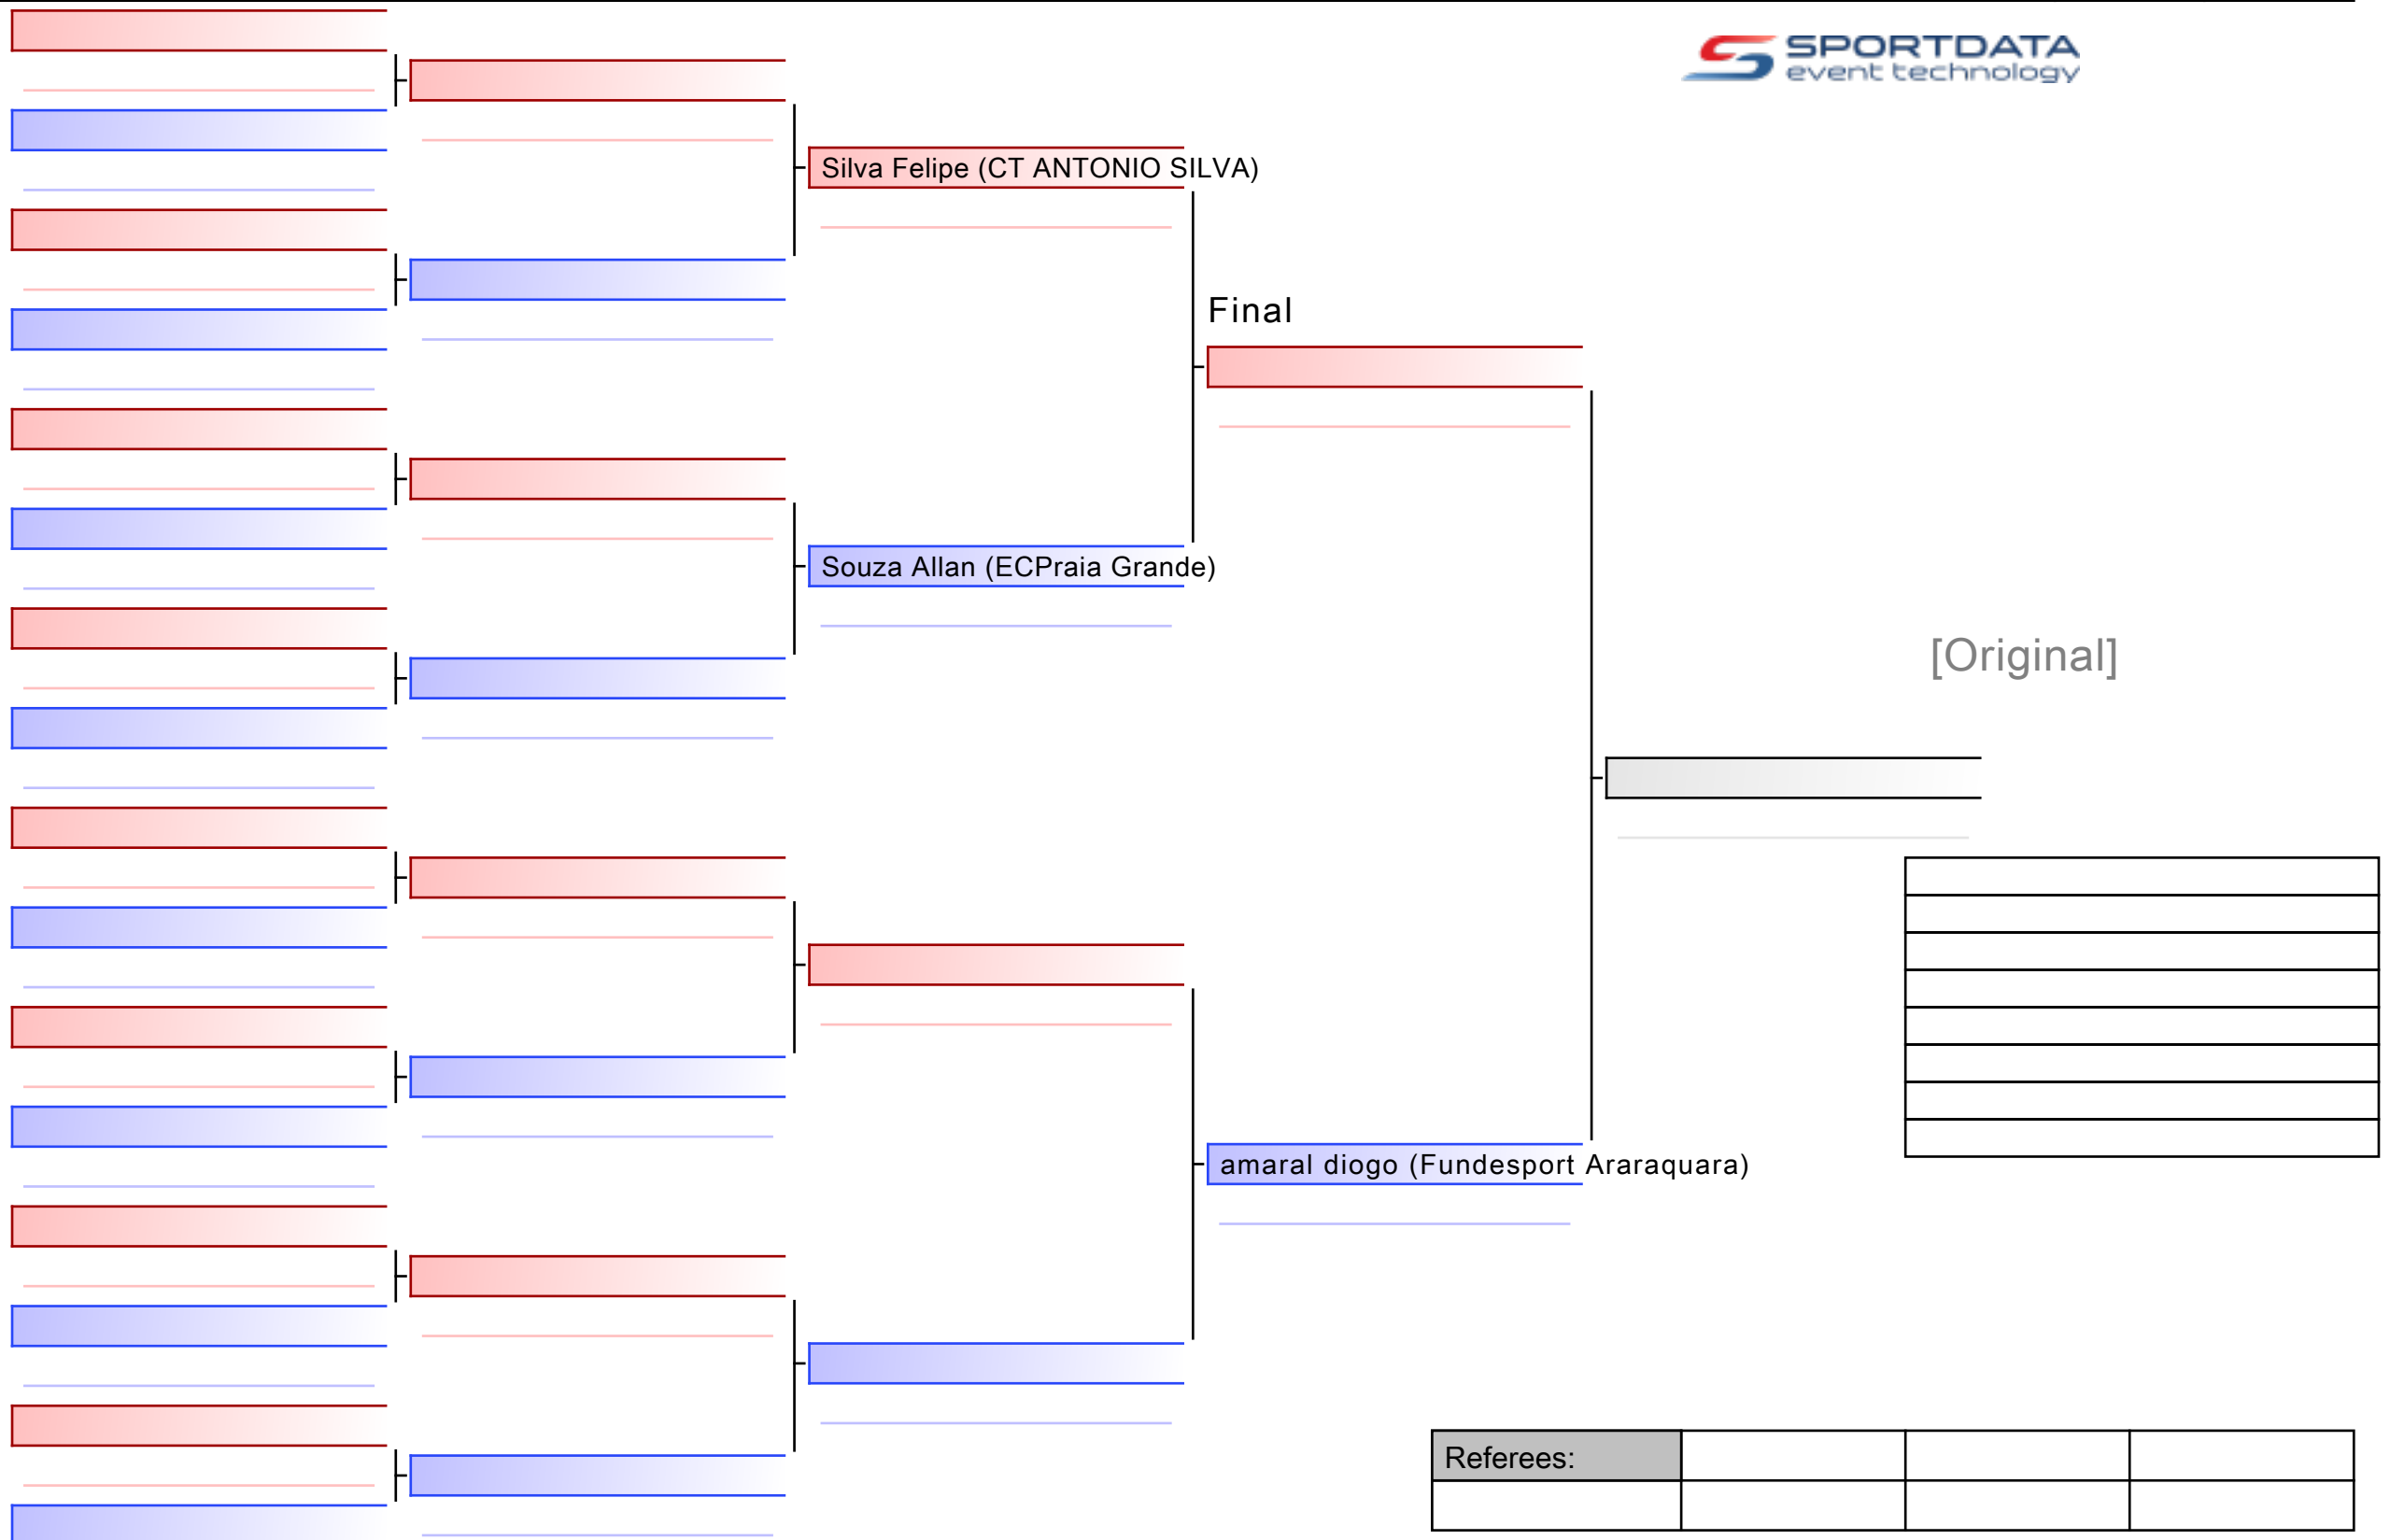 SPORTDATA
event technology
Silva Felipe (CT ANTONIO SILVA)
Final
Souza Allan (ECPraia Grande)
[Original]
amaral diogo (Fundesport Araraquara)
Referees: